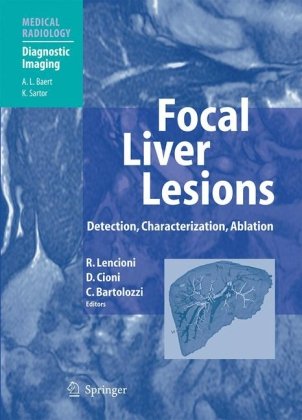 MEDICAL
RADIOLOGY
Diagnostic
Imaging
A. L. Baert
K. Sartor
Focal
Liver
Lesions
Detection, Characterization, Ablation
R. Lencioni
D. Cioni
C. Bartolozzi
Editors
Springer